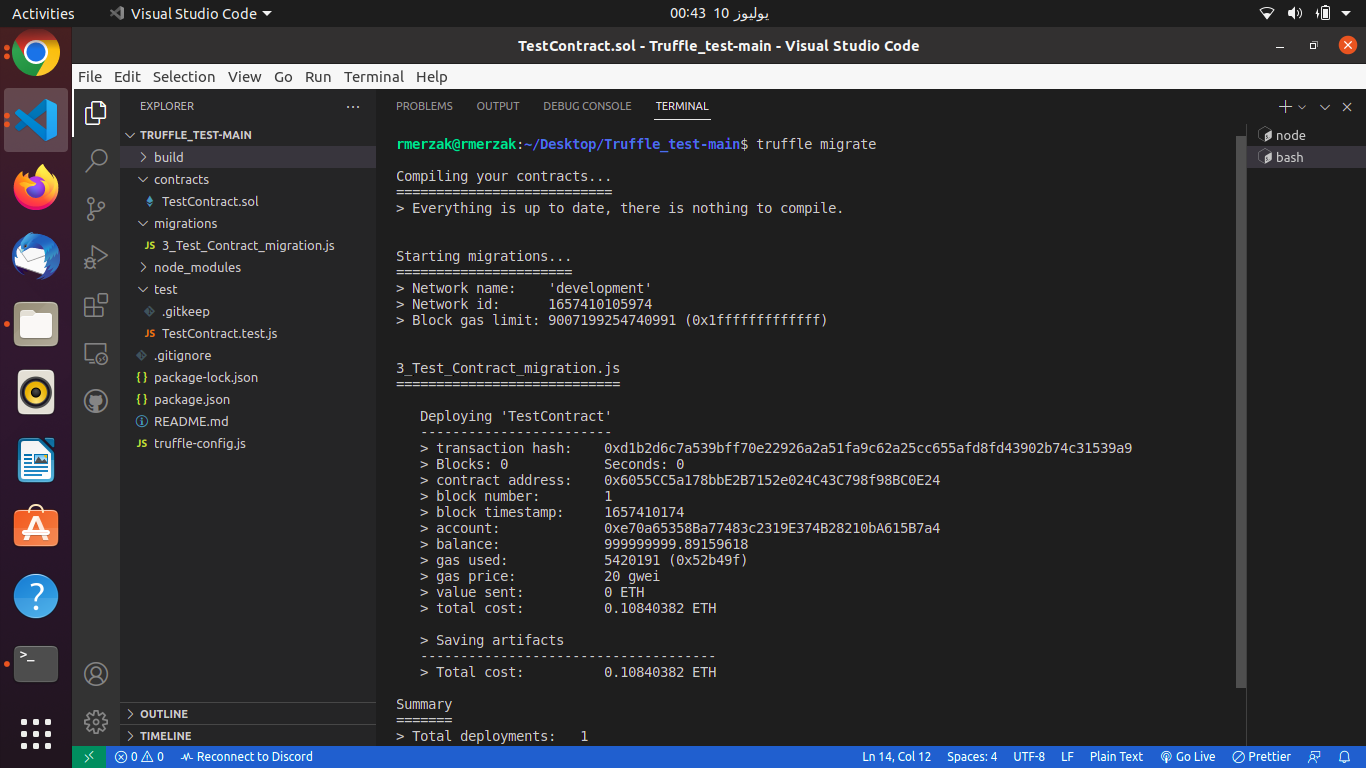 Activities
Visual Studio Code
00:43 10 يوليوز
TestContract.sol - Truffle_test-main - Visual Studio Code
File Edit Selection View Go Run Terminal Help
EXPLORER
TRUFFLE_TEST-MAIN
build
contracts
TestContract.sol
migrations
JS 3_Test_Contract_migration.js
node_modules
test
.gitkeep
JS TestContract.test.js
.gitignore
{} package-lock.json
{} package.json
README.md
JS truffle-config.js
OUTLINE
TIMELINE
PROBLEMS OUTPUT DEBUG CONSOLE TERMINAL
node
bash
rmerzak@rmerzak:~/Desktop/Truffle_test-main$ truffle migrate
Compiling your contracts...
===========================
> Everything is up to date, there is nothing to compile.
Starting migrations...
======================
> Network name:    'development'
> Network id:      1657410105974
> Block gas limit: 9007199254740991 (0x1fffffffffffff)
3_Test_Contract_migration.js
============================
Deploying 'TestContract'
------------------------
> transaction hash:    0xd1b2d6c7a539bff70e22926a2a51fa9c62a25cc655afd8fd43902b74c31539a9
> Blocks: 0            Seconds: 0
> contract address:    0x6055CC5a178bbE2B7152e024C43C798f98BC0E24
> block number:        1
> block timestamp:     1657410174
> account:             0xe70a65358Ba77483c2319E374B28210bA615B7a4
> balance:             999999999.89159618
> gas used:            5420191 (0x52b49f)
> gas price:           20 gwei
> value sent:          0 ETH
> total cost:          0.10840382 ETH
> Saving artifacts
-------------------------------------
> Total cost:          0.10840382 ETH
Summary
=======
> Total deployments:   1
0 0 Reconnect to Discord Ln 14, Col 12 Spaces: 4 UTF-8 LF Plain Text Go Live Prettier